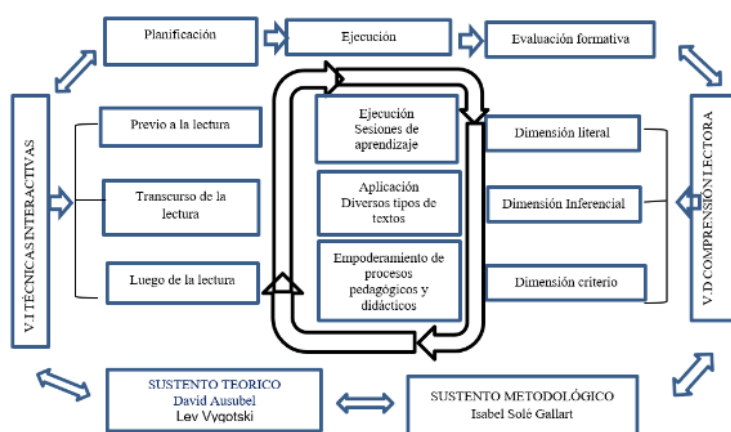 Planificación
Ejecución
Evaluación formativa
V.I TÉCNICAS INTERACTIVAS
Previo a la lectura
Transcurso de la
lectura
Luego de la lectura
Ejecución
Sesiones de
aprendizaje
Aplicación
Diversos tipos de
textos
Empoderamiento de
procesos
pedagógicos y
didácticos
Dimensión literal
Dimensión Inferencial
Dimensión criterio
V.D COMPRENSIÓN LECTORA
SUSTENTO TEORICO
David Ausubel
Lev Vygotski
SUSTENTO METODOLÓGICO
Isabel Solé Gallart